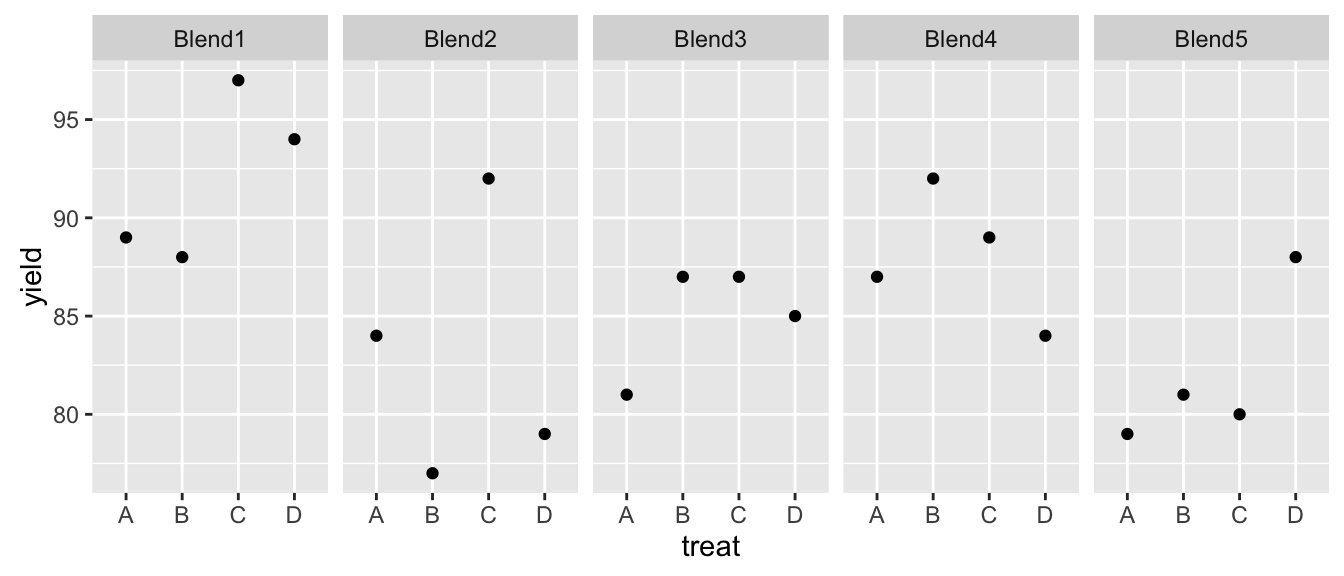 Blend1 Blend2 Blend3 Blend4 Blend5
95
90
85
80
yield
A B C D A B C D A B C D A B C D A B C D
treat